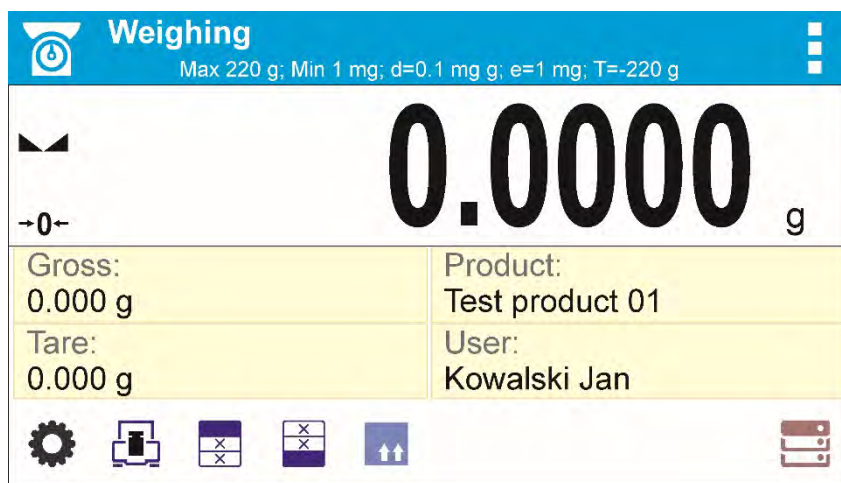 Weighing
Max 220 g; Min 1 mg; d=0.1 mg g; e=1 mg; T=-220 g
0.0000 g
→0←
Gross:
0.000 g
Product:
Test product 01
Tare:
0.000 g
User:
Kowalski Jan